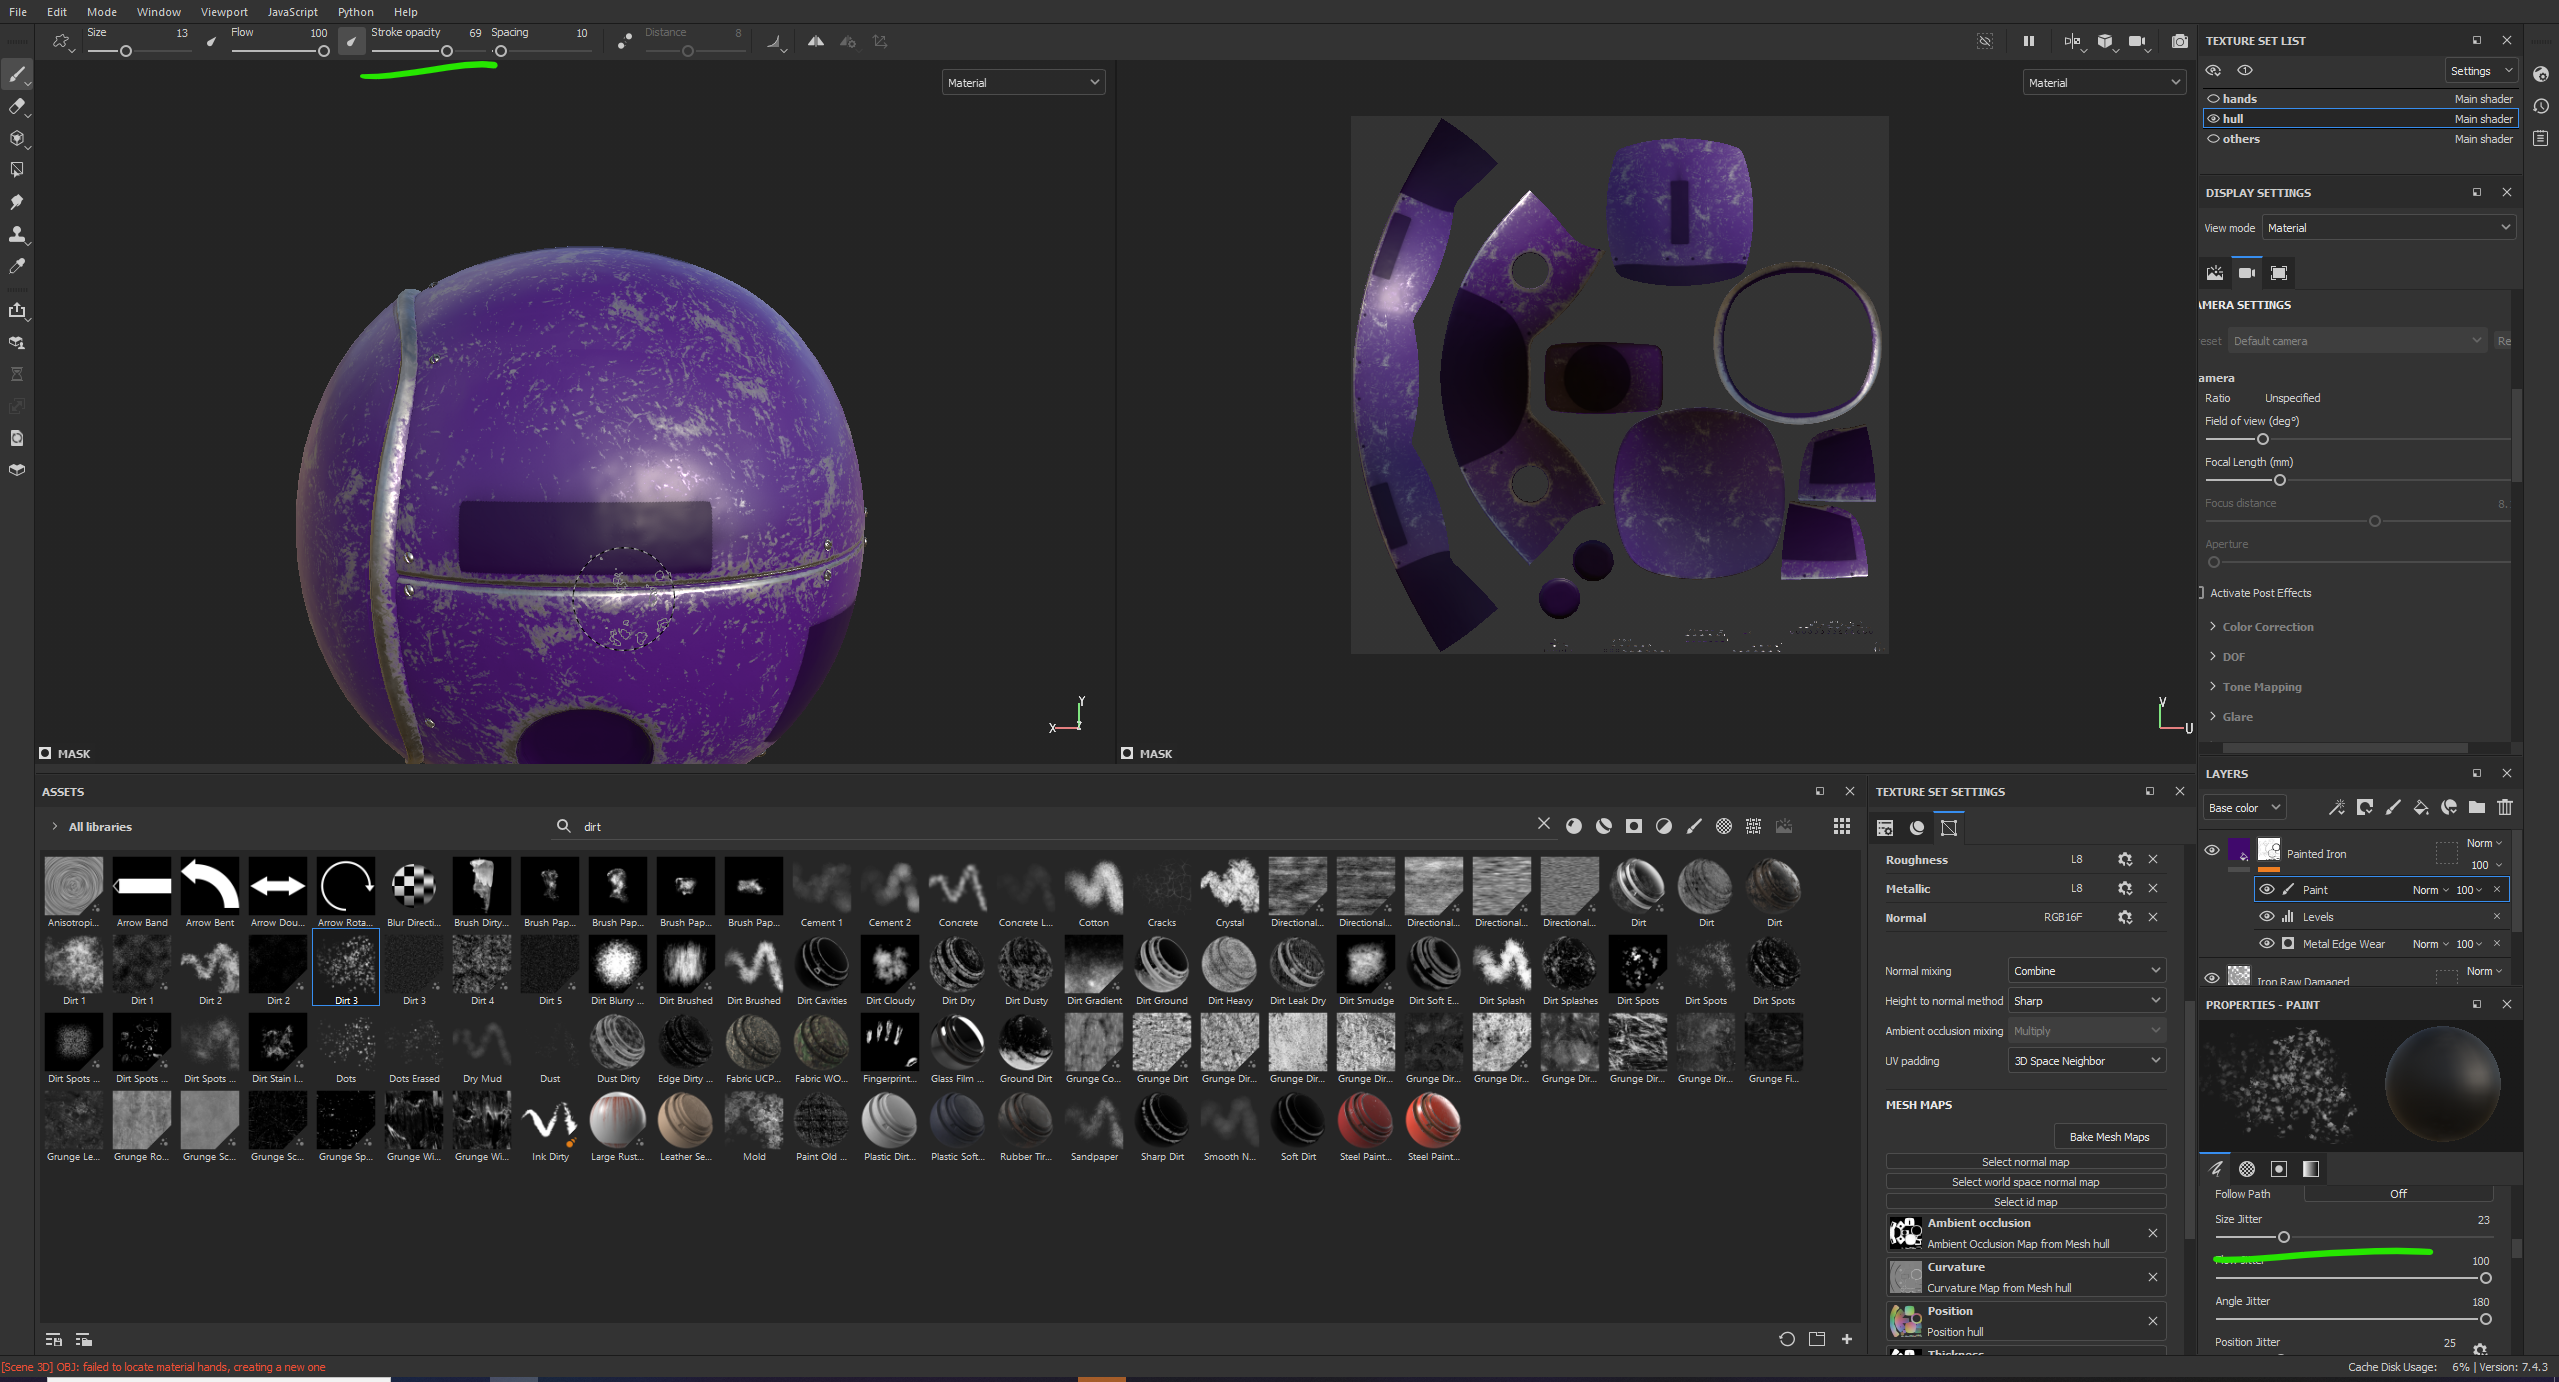 File Edit Mode Window Viewport JavaScript Python Help
Size 13 Flow 100 Stroke opacity 69 Spacing 10 Distance 8
Material
Material
MASK
MASK
X Y Z
V U
TEXTURE SET LIST
Settings
hands Main shader
hull Main shader
others Main shader
DISPLAY SETTINGS
View mode Material
AMERA SETTINGS
reset Default camera Re
amera
Ratio Unspecified
Field of view (deg°)
Focal Length (mm)
Focus distance 8.
Aperture
Activate Post Effects
Color Correction
DOF
Tone Mapping
Glare
ASSETS
All libraries dirt
Anisotropi... Arrow Band Arrow Bent Arrow Dou... Arrow Rota... Blur Directi... Brush Dirty... Brush Pap... Brush Pap... Brush Pap... Brush Pap... Cement 1 Cement 2 Concrete Concrete L... Cotton Cracks Crystal Directional... Directional... Directional... Directional... Directional... Dirt Dirt Dirt
Dirt 1 Dirt 1 Dirt 2 Dirt 2 Dirt 3 Dirt 3 Dirt 4 Dirt 5 Dirt Blurry ... Dirt Brushed Dirt Brushed Dirt Cavities Dirt Cloudy Dirt Dry Dirt Dusty Dirt Gradient Dirt Ground Dirt Heavy Dirt Leak Dry Dirt Smudge Dirt Soft E... Dirt Splash Dirt Splashes Dirt Spots Dirt Spots Dirt Spots
Dirt Spots ... Dirt Spots ... Dirt Spots ... Dirt Stain I... Dots Dots Erased Dry Mud Dust Dust Dirty Edge Dirty ... Fabric UCP... Fabric WO... Fingerprint... Glass Film ... Ground Dirt Grunge Co... Grunge Dirt Grunge Dir... Grunge Dir... Grunge Dir... Grunge Dir... Grunge Dir... Grunge Dir... Grunge Dir... Grunge Dir... Grunge Fi...
Grunge Le... Grunge Ro... Grunge Sc... Grunge Sc... Grunge Sp... Grunge Wi... Grunge Wi... Ink Dirty Large Rust... Leather Se... Mold Paint Old ... Plastic Dirt... Plastic Soft... Rubber Tir... Sandpaper Sharp Dirt Smooth N... Soft Dirt Steel Paint... Steel Paint...
TEXTURE SET SETTINGS
Roughness L8
Metallic L8
Normal RGB16F
Normal mixing Combine
Height to normal method Sharp
Ambient occlusion mixing Multiply
UV padding 3D Space Neighbor
MESH MAPS
Bake Mesh Maps
Select normal map
Select world space normal map
Select id map
Ambient occlusion
Ambient Occlusion Map from Mesh hull
Curvature
Curvature Map from Mesh hull
Position
Position hull
Thickness
LAYERS
Base color
Painted Iron Norm 100
Paint Norm 100
Levels
Metal Edge Wear Norm 100
Iron Raw Damaged Norm
PROPERTIES - PAINT
Follow Path Off
Size Jitter 23
Flow Jitter 100
Angle Jitter 180
Position Jitter 25
[Scene 3D] OBJ: failed to locate material hands, creating a new one
Cache Disk Usage: 6% | Version: 7.4.3